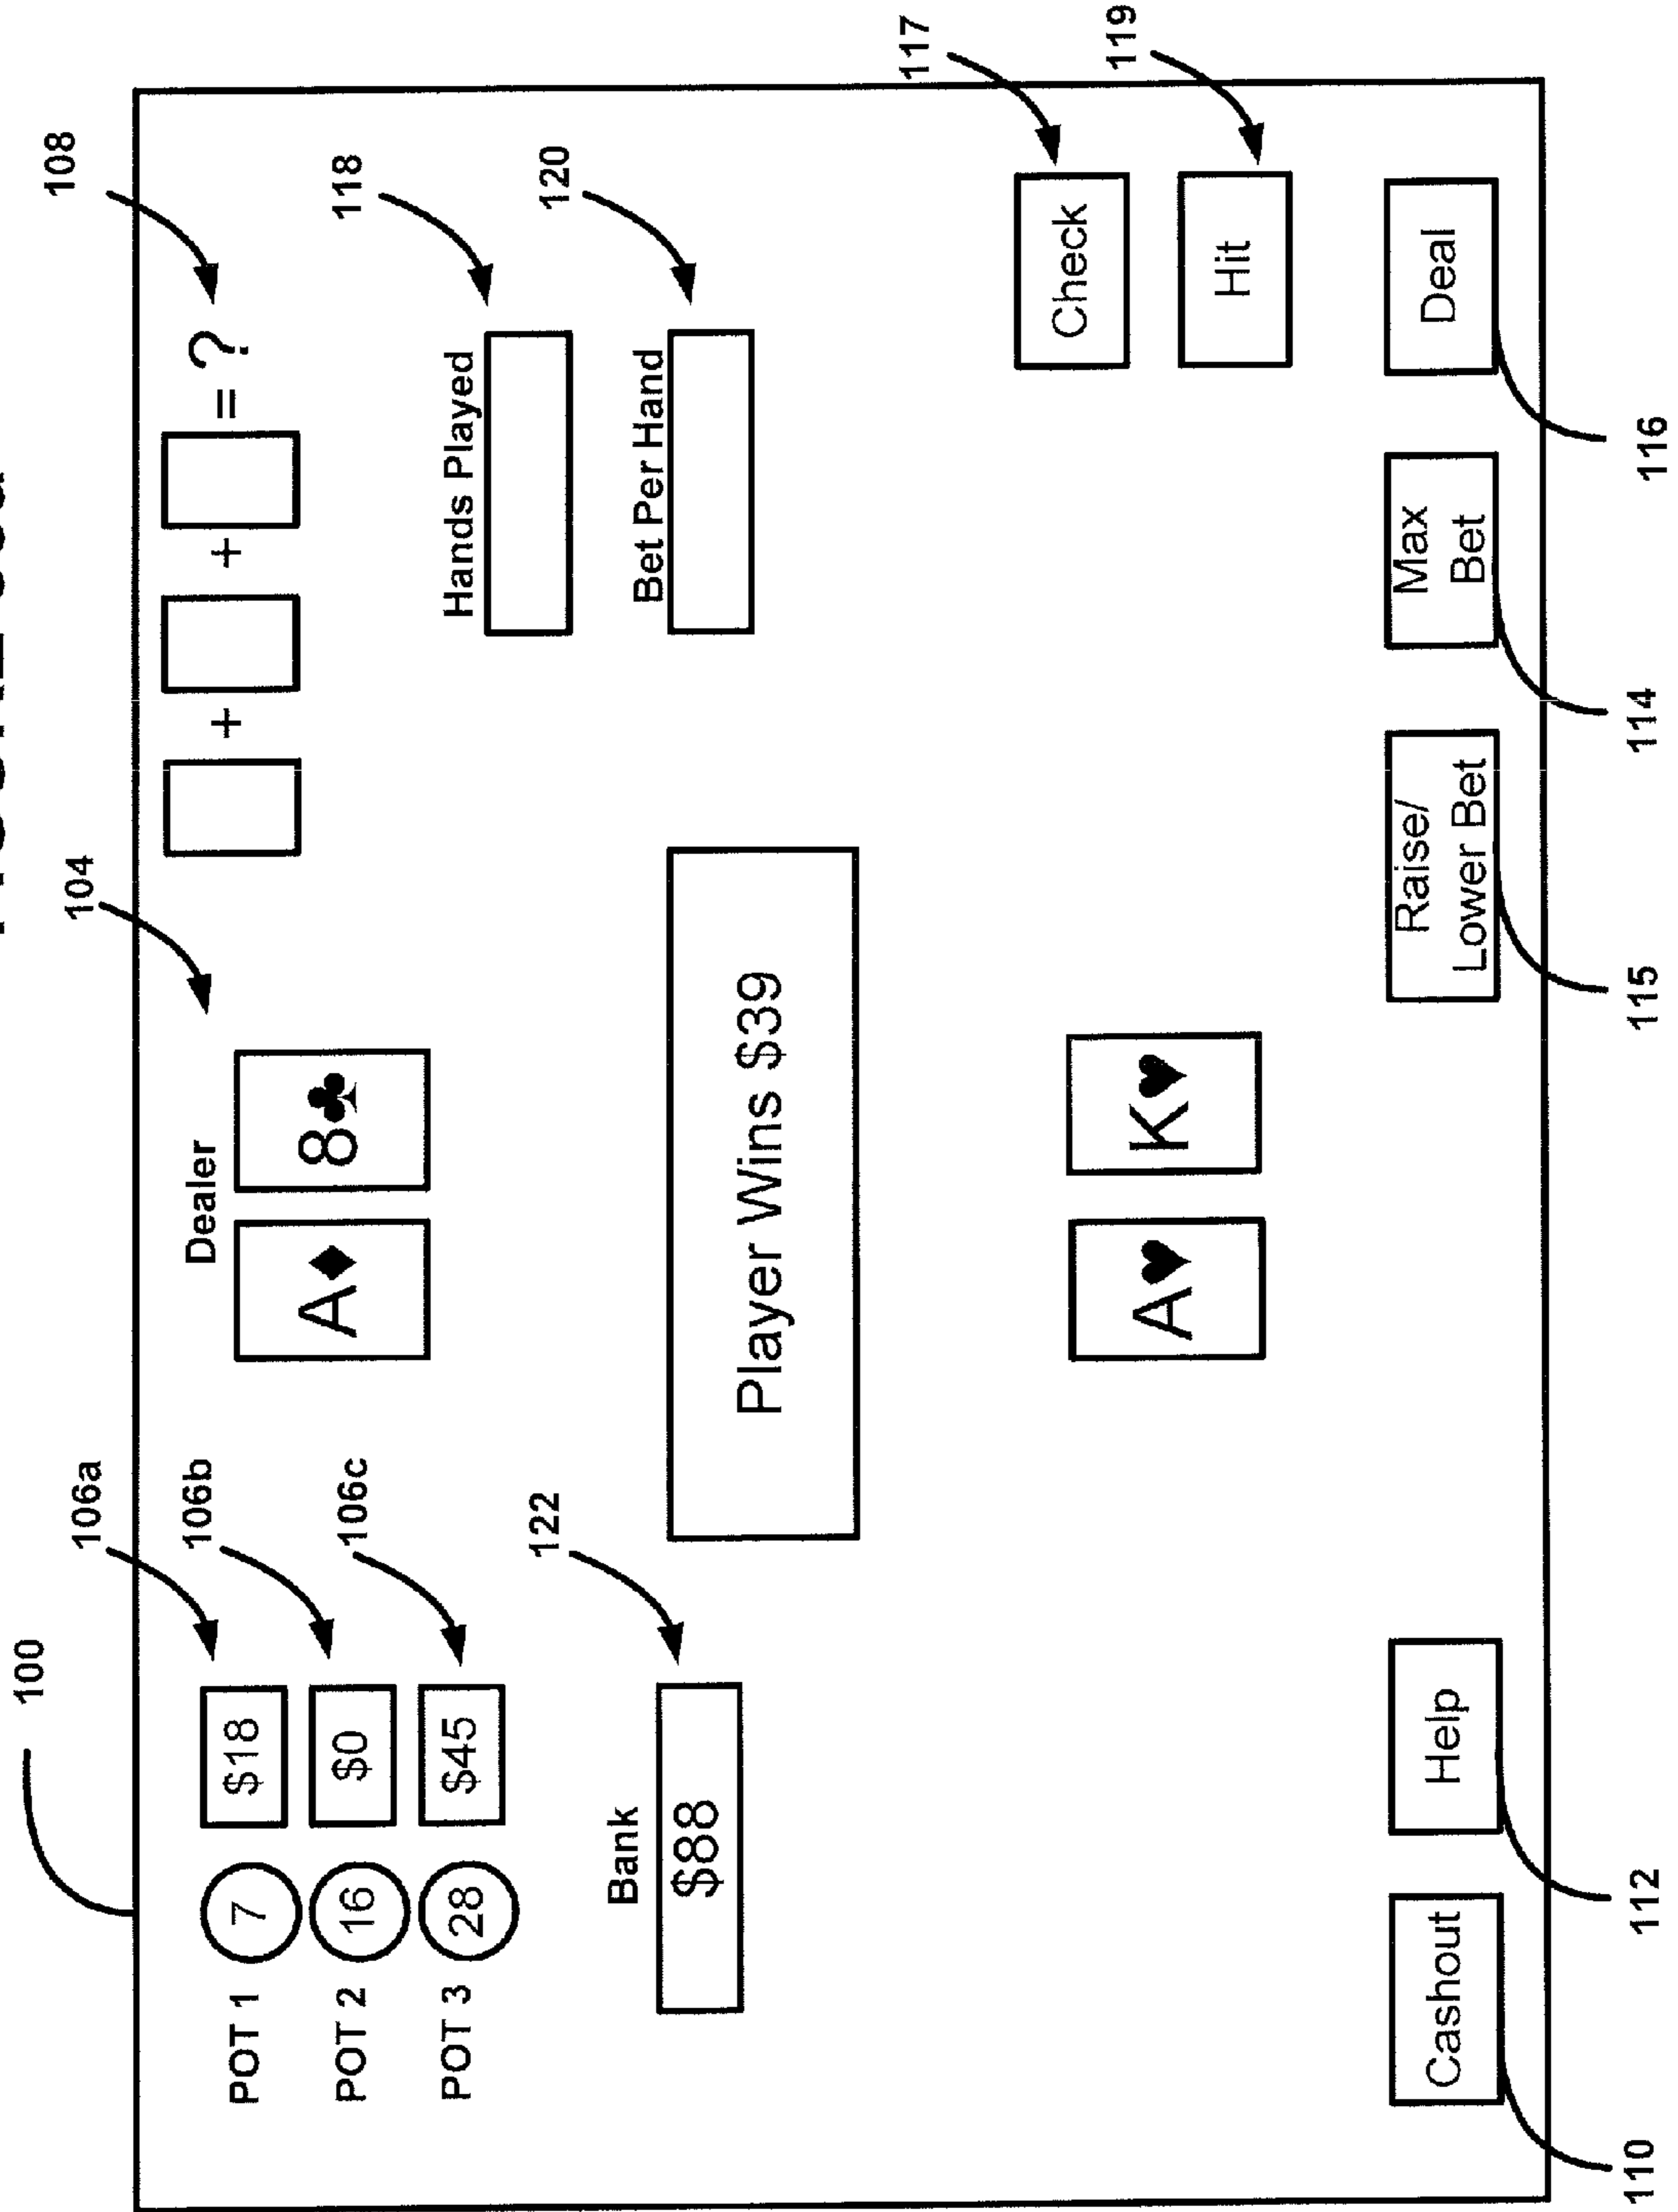 100
106a
106b
106c
104
108
POT 1 7 $18
POT 2 16 $0
POT 3 28 $45
Dealer
A♦ 8♣
+ + = ?
118
Hands Played
122
Bank
$88
120
Bet Per Hand
Player Wins $39
117
Check
A♥ K♥
119
Hit
Cashout
Help
Raise/
Lower Bet
Max
Bet
Deal
110
112
115
114
116